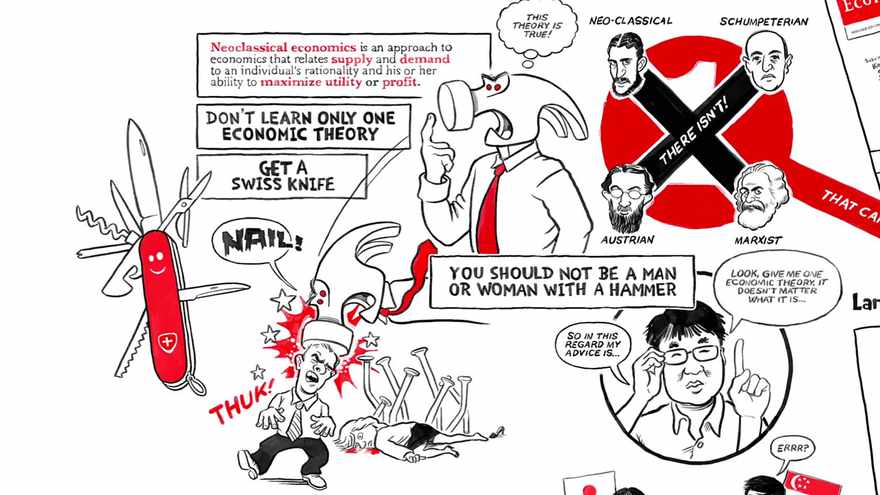 THIS
THEORY IS
TRUE!
NEO-CLASSICAL
SCHUMPETERIAN
Neoclassical economics is an approach to
economics that relates supply and demand
to an individual's rationality and his or her
ability to maximize utility or profit.
DON'T LEARN ONLY ONE
ECONOMIC THEORY
GET A
SWISS KNIFE
THERE ISN'T!
THAT CAN
AUSTRIAN
MARXIST
NAIL!
YOU SHOULD NOT BE A MAN
OR WOMAN WITH A HAMMER
LOOK, GIVE ME ONE
ECONOMIC THEORY, IT
DOESN'T MATTER
WHAT IT IS...
SO IN THIS
REGARD MY
ADVICE IS...
THUK!
ERRR?